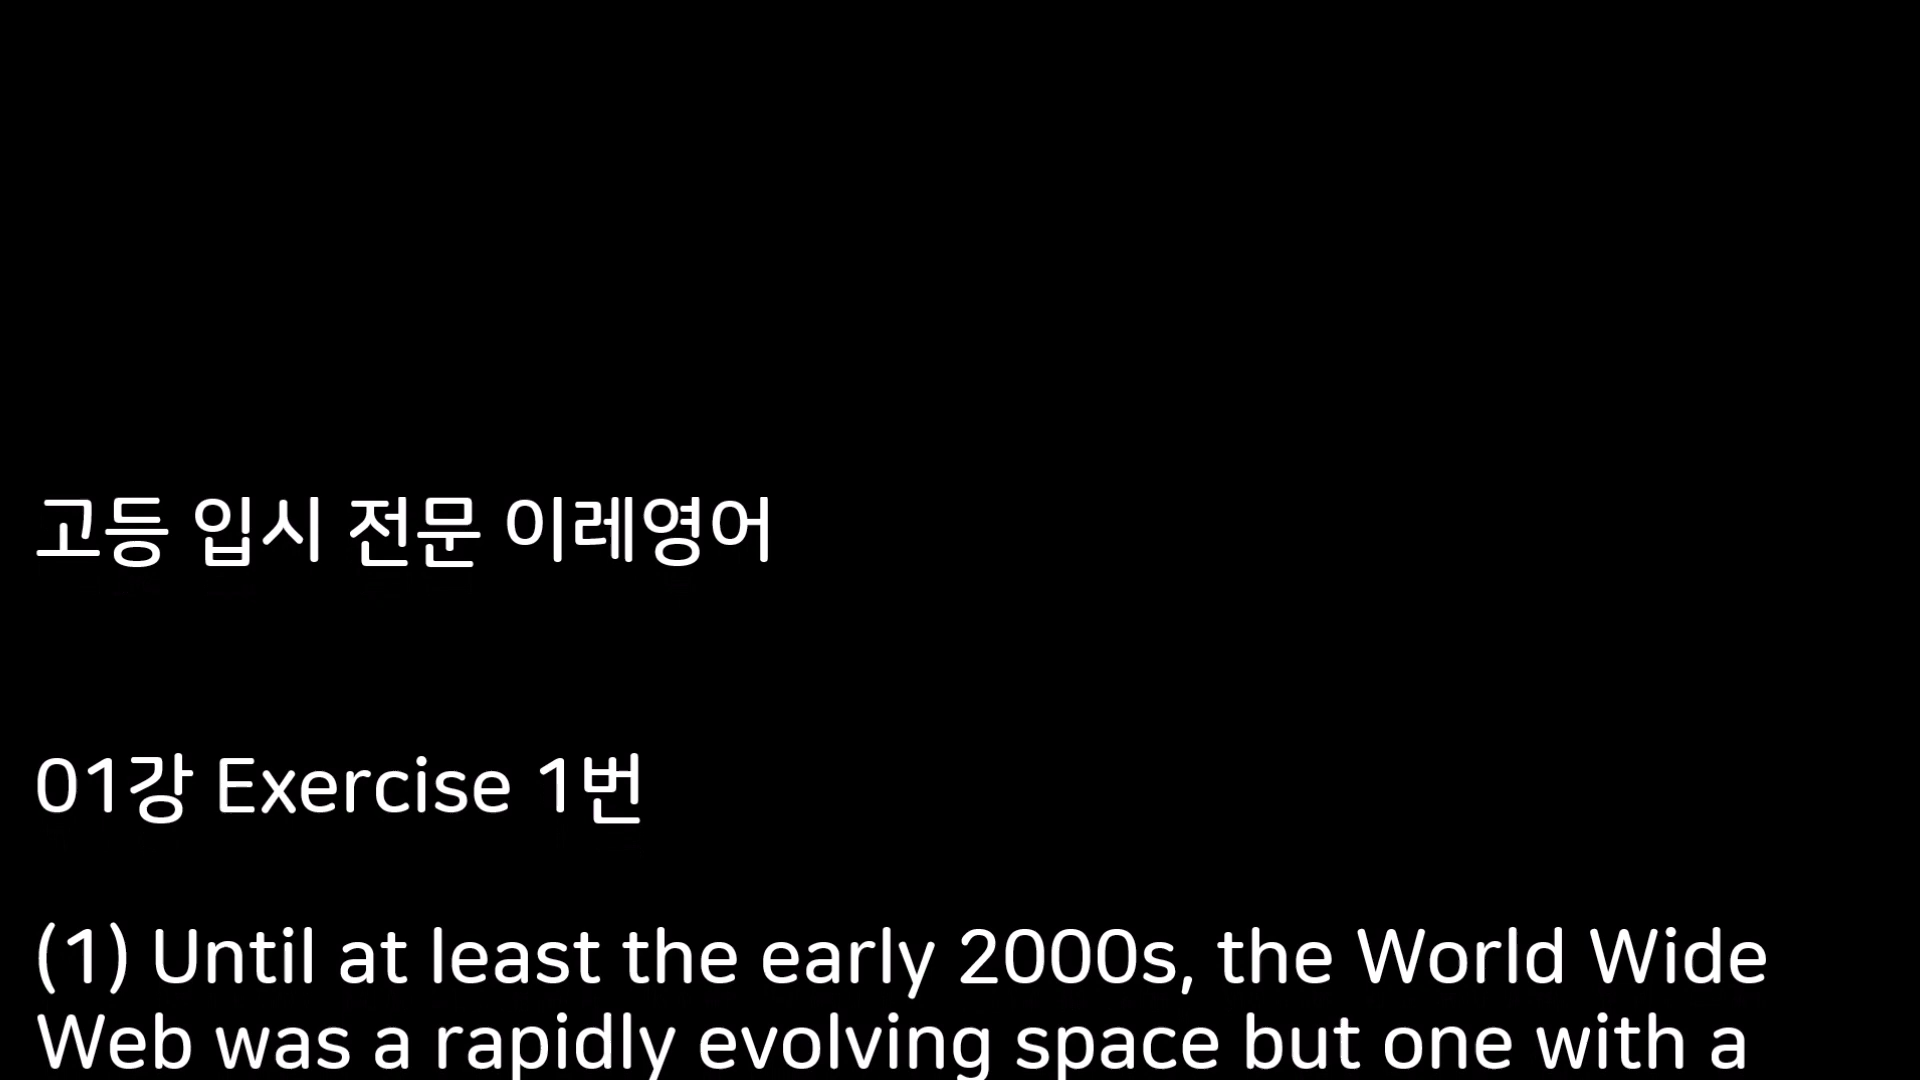 고등 입시 전문 이레영어
01강 Exercise 1번
(1) Until at least the early 2000s, the World Wide
Web was a rapidly evolving space but one with a